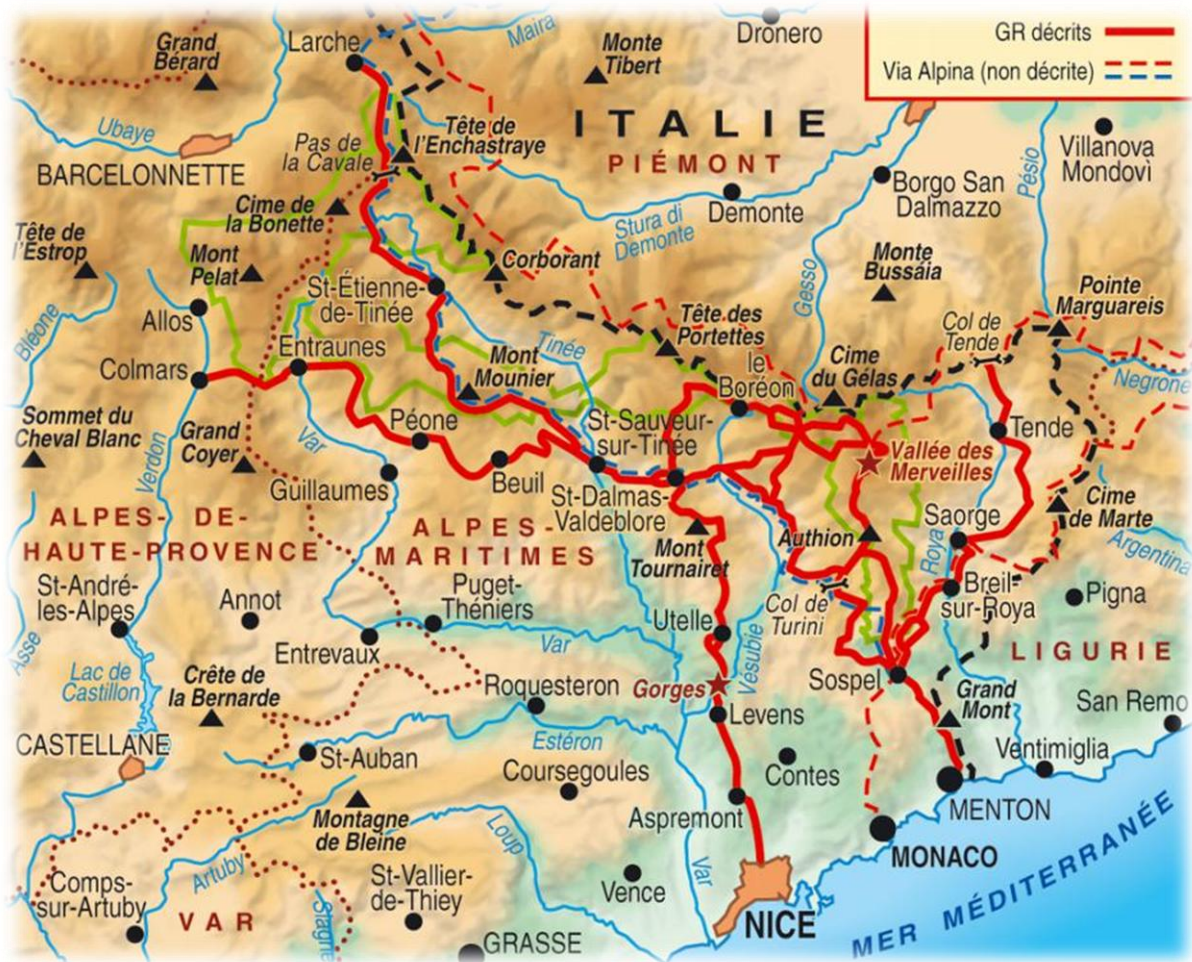 GR décrits
Via Alpina (non décrite)
Larche
Maira
Dronero
Grand
Bérard
Monte
Tibert
ITALIE
PIÉMONT
Ubaye
BARCELONNETTE
Pas de
la Cavale
Tête de
l'Enchastraye
Villanova
Mondovì
Pésio
Borgo San
Dalmazzo
Demonte
Stura di
Demonte
Cime de
la Bonette
Tête de
l'Estrop
Mont
Pelat
Corborant
Gesso
Monte
Bussáia
Pointe
Marguareis
St-Étienne-
de-Tinée
Allos
Bléone
Tête des
Portettes
Col de
Tende
Tinée
Entraunes
Colmars
Mont
Mounier
le
Boréon
Cime
du Gélas
Negrone
Sommet du
Cheval Blanc
Verdon
Grand
Coyer
Var
Péone
St-Sauveur-
sur-Tinée
Tende
Vallée des
Merveilles
Guillaumes
Beuil
St-Dalmas-
Valdeblore
Saorge
Cime
de Marte
ALPES-DE-
HAUTE-PROVENCE
ALPES-
MARITIMES
Mont
Tournairet
Authion
Roya
Argentina
St-André-
les-Alpes
Annot
Puget-
Théniers
Col de
Turini
Breil-
sur-Roya
Pigna
Utelle
Vésubie
Asse
Entrevaux
Var
LIGURIE
Lac de
Castillon
Crête de
la Bernarde
Roquesteron
Gorges
Sospel
Levens
Grand
Mont
San Remo
CASTELLANE
St-Auban
Estéron
Coursegoules
Contes
Ventimiglia
Montagne
de Bleine
Aspremont
MENTON
Loup
MONACO
Artuby
Comps-
sur-Artuby
St-Vallier-
de-Thiey
Vence
Var
VAR
GRASSE
NICE
MER MÉDITERRANÉE